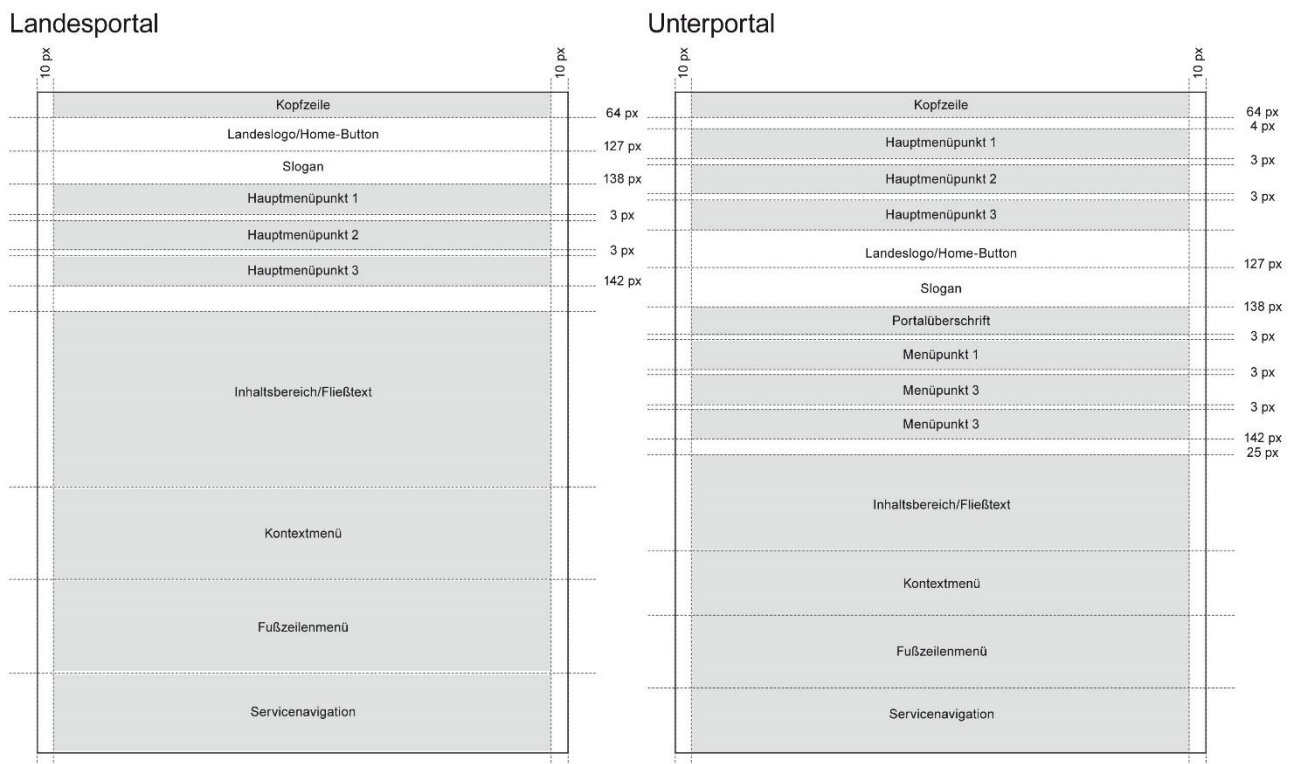 Landesportal
10 px
10 px
Kopfzeile
64 px
Landeslogo/Home-Button
127 px
Slogan
138 px
Hauptmenüpunkt 1
3 px
Hauptmenüpunkt 2
3 px
Hauptmenüpunkt 3
142 px
Inhaltsbereich/Fließtext
Kontextmenü
Fußzeilenmenü
Servicenavigation
Unterportal
10 px
10 px
Kopfzeile
64 px
4 px
Hauptmenüpunkt 1
3 px
Hauptmenüpunkt 2
3 px
Hauptmenüpunkt 3
Landeslogo/Home-Button
127 px
Slogan
138 px
Portalüberschrift
3 px
Menüpunkt 1
3 px
Menüpunkt 3
3 px
Menüpunkt 3
142 px
25 px
Inhaltsbereich/Fließtext
Kontextmenü
Fußzeilenmenü
Servicenavigation